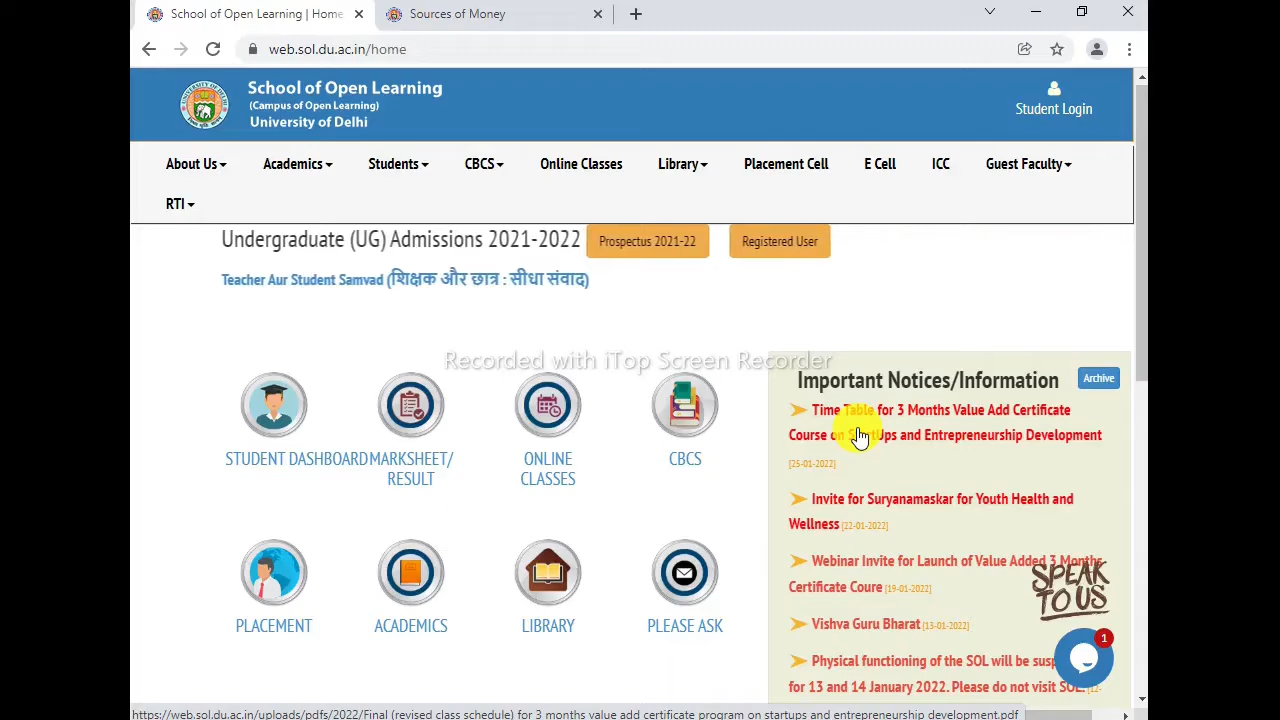 School of Open Learning | Home
Sources of Money
web.sol.du.ac.in/home
School of Open Learning
(Campus of Open Learning)
University of Delhi
Student Login
About Us
Academics
Students
CBCS
Online Classes
Library
Placement Cell
E Cell
ICC
Guest Faculty
RTI
Undergraduate (UG) Admissions 2021-2022
Prospectus 2021-22
Registered User
Teacher Aur Student Samvad (शिक्षक और छात्र : सीधा संवाद)
Recorded with iTop Screen Recorder
STUDENT DASHBOARD
MARKSHEET/
RESULT
ONLINE
CLASSES
CBCS
PLACEMENT
ACADEMICS
LIBRARY
PLEASE ASK
Important Notices/Information
Archive
Time Table for 3 Months Value Add Certificate
Course on StartUps and Entrepreneurship Development
[25-01-2022]
Invite for Suryanamaskar for Youth Health and
Wellness [22-01-2022]
Webinar Invite for Launch of Value Added 3 Months
Certificate Coure [19-01-2022]
Vishva Guru Bharat [13-01-2022]
Physical functioning of the SOL will be
for 13 and 14 January 2022. Please do not visit SOL. [12-
SPEAK
TO US
1
https://web.sol.du.ac.in/uploads/pdfs/2022/Final (revised class schedule) for 3 months value add certificate program on startups and entrepreneurship development.pdf